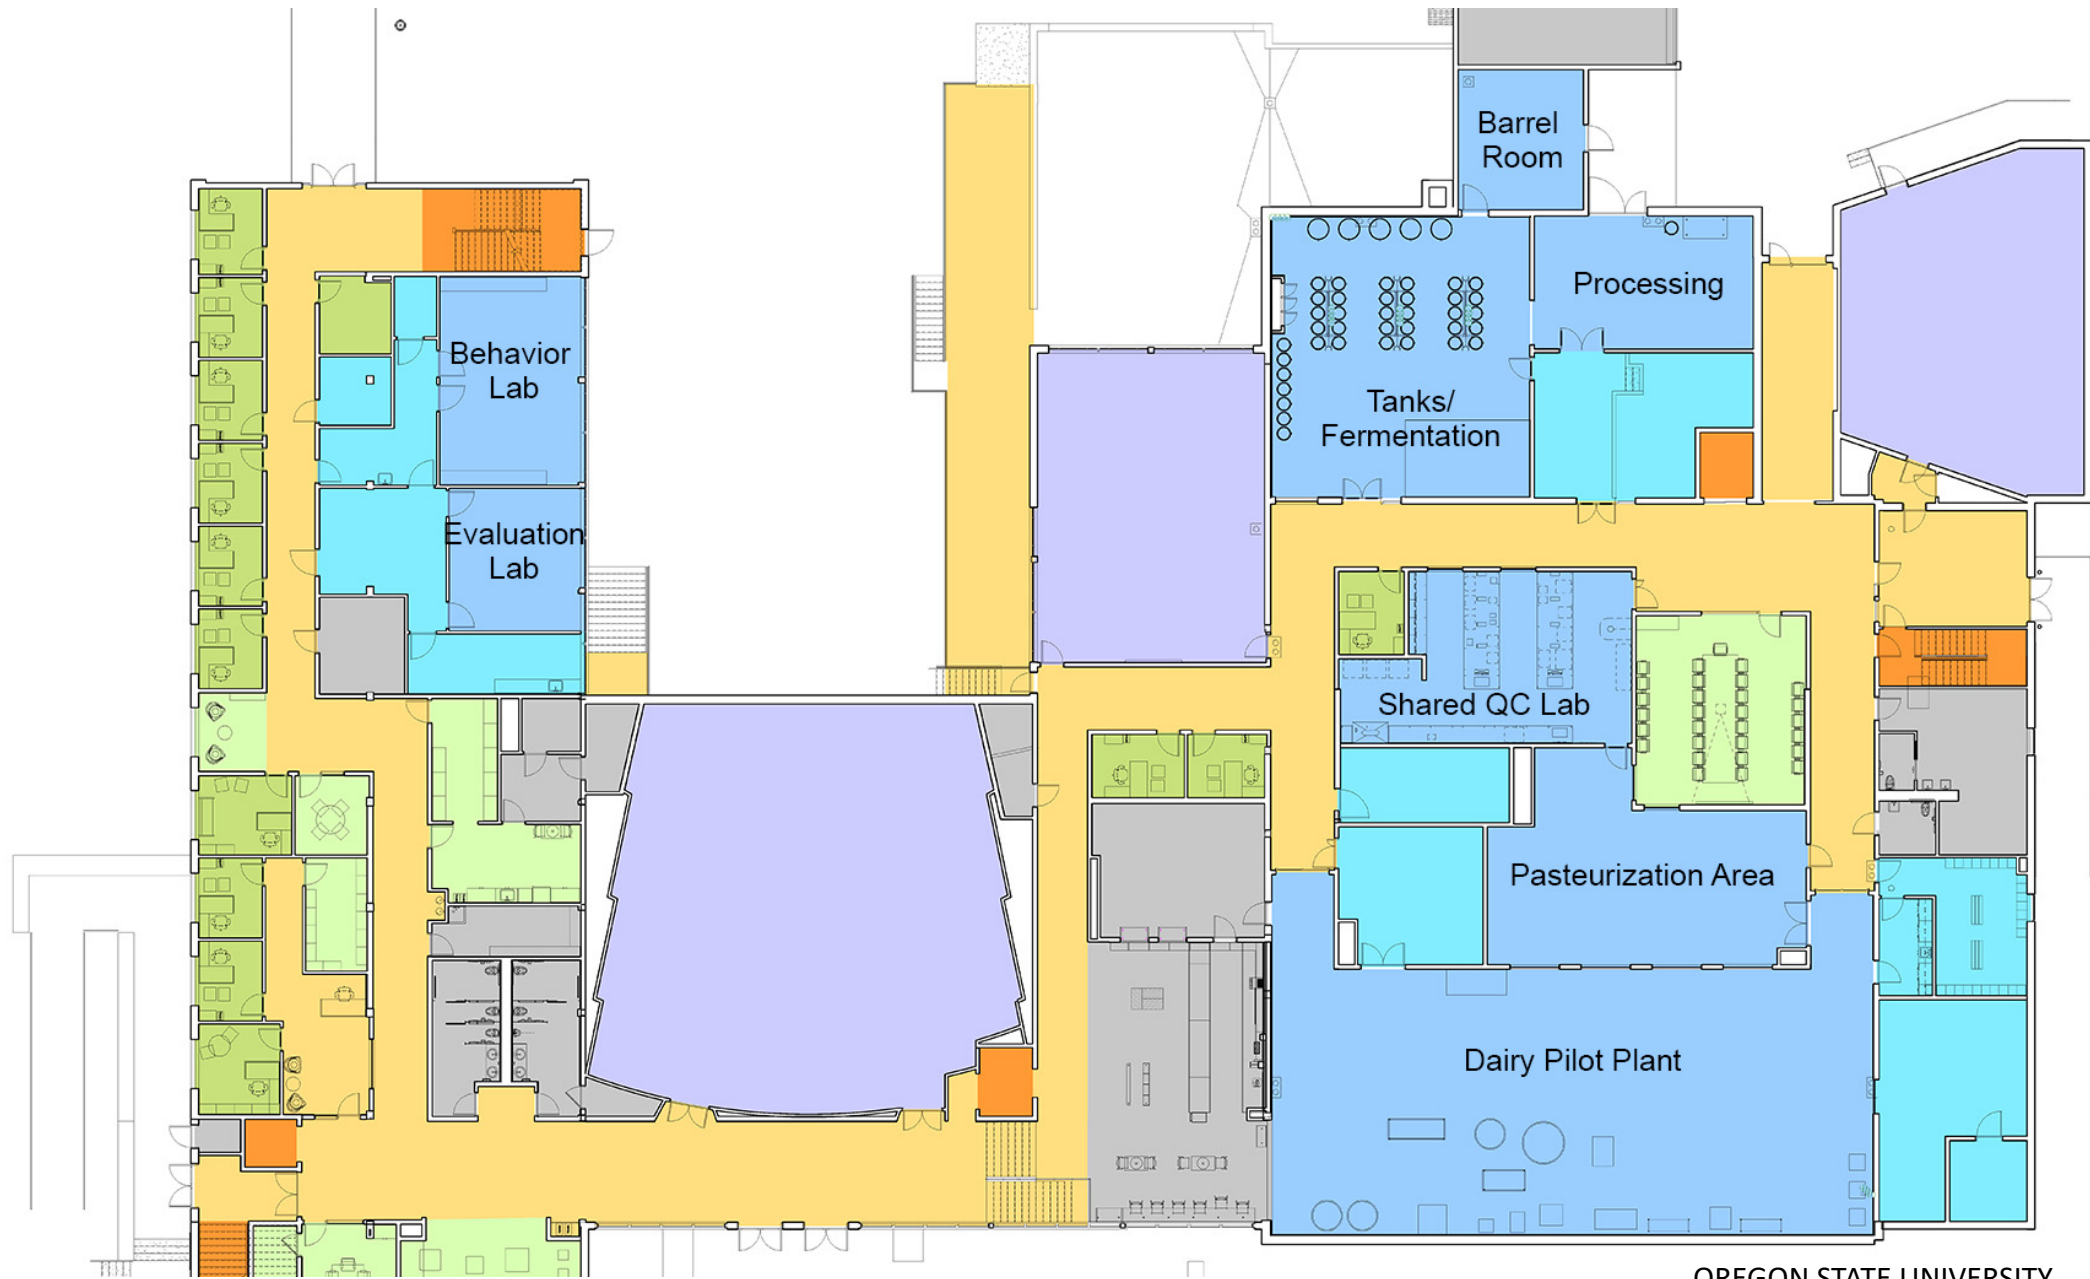 Barrel
Room
Processing
Behavior
Lab
Tanks/
Fermentation
Evaluation
Lab
Shared QC Lab
Pasteurization Area
Dairy Pilot Plant
OREGON STATE UNIVERSITY